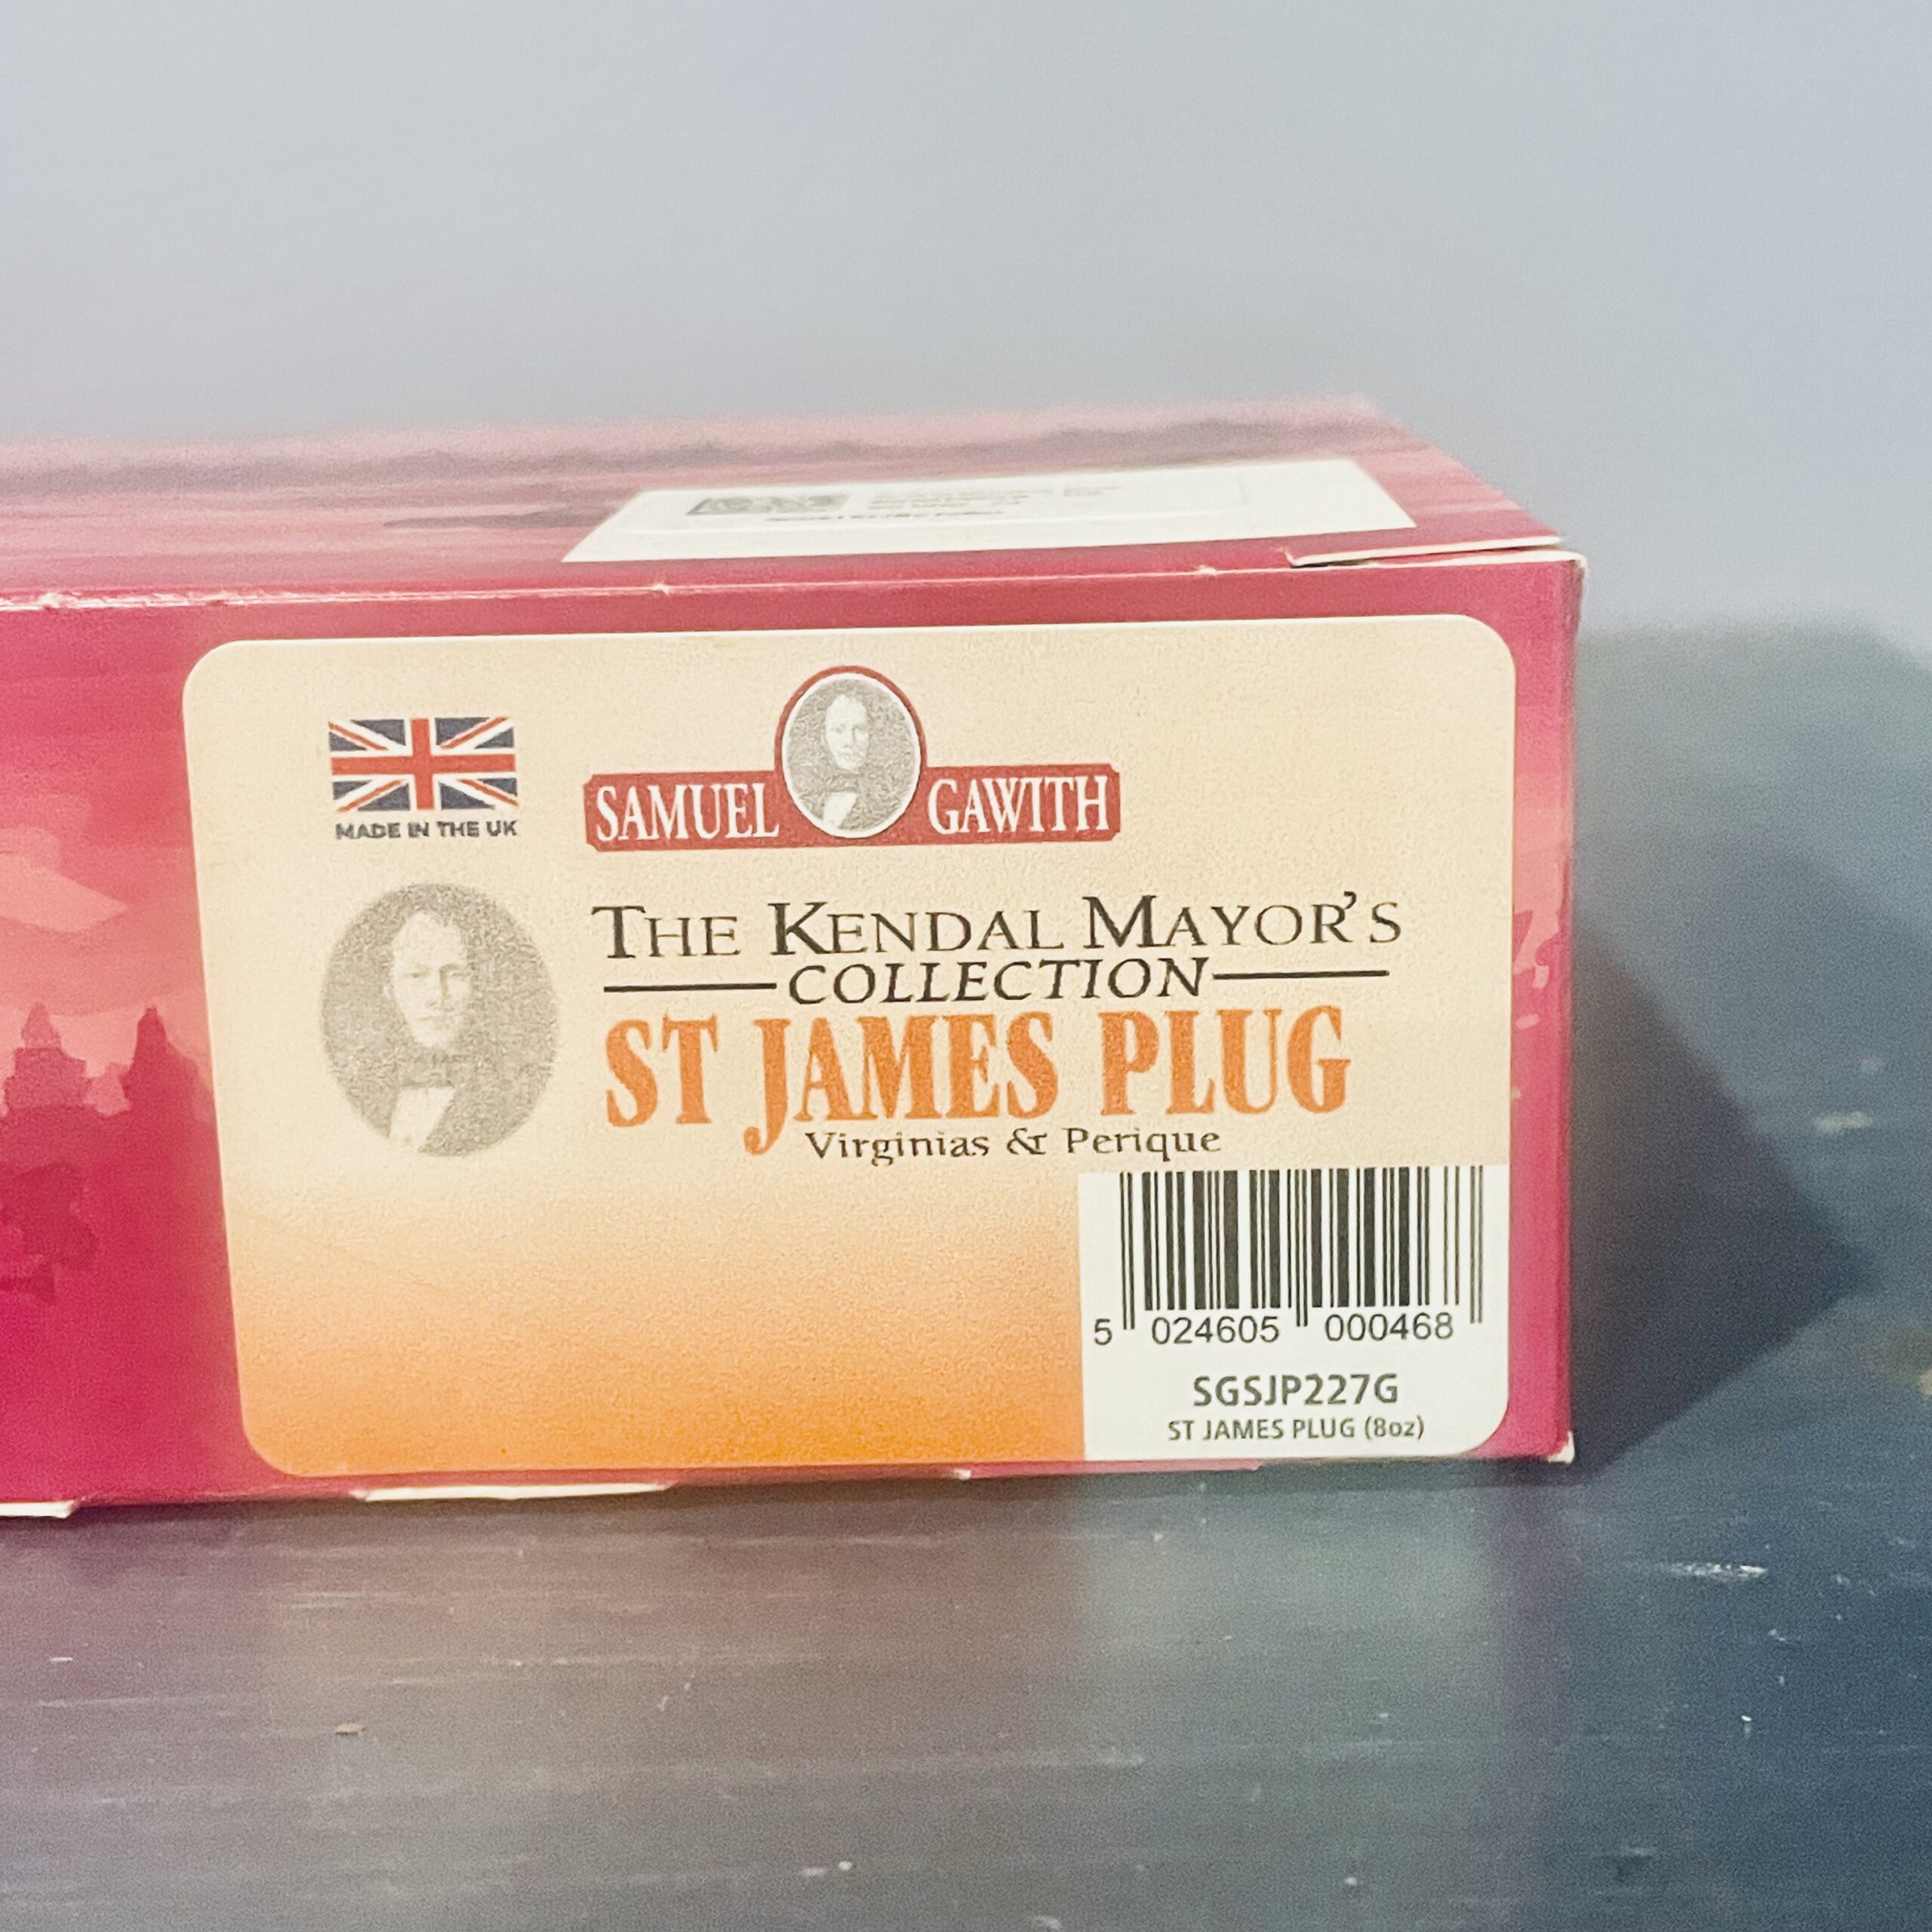 MADE IN THE UK
SAMUEL GAWITH
THE KENDAL MAYOR'S
COLLECTION
ST JAMES PLUG
Virginias & Perique
5 024605 000468
SGSJP227G
ST JAMES PLUG (8oz)